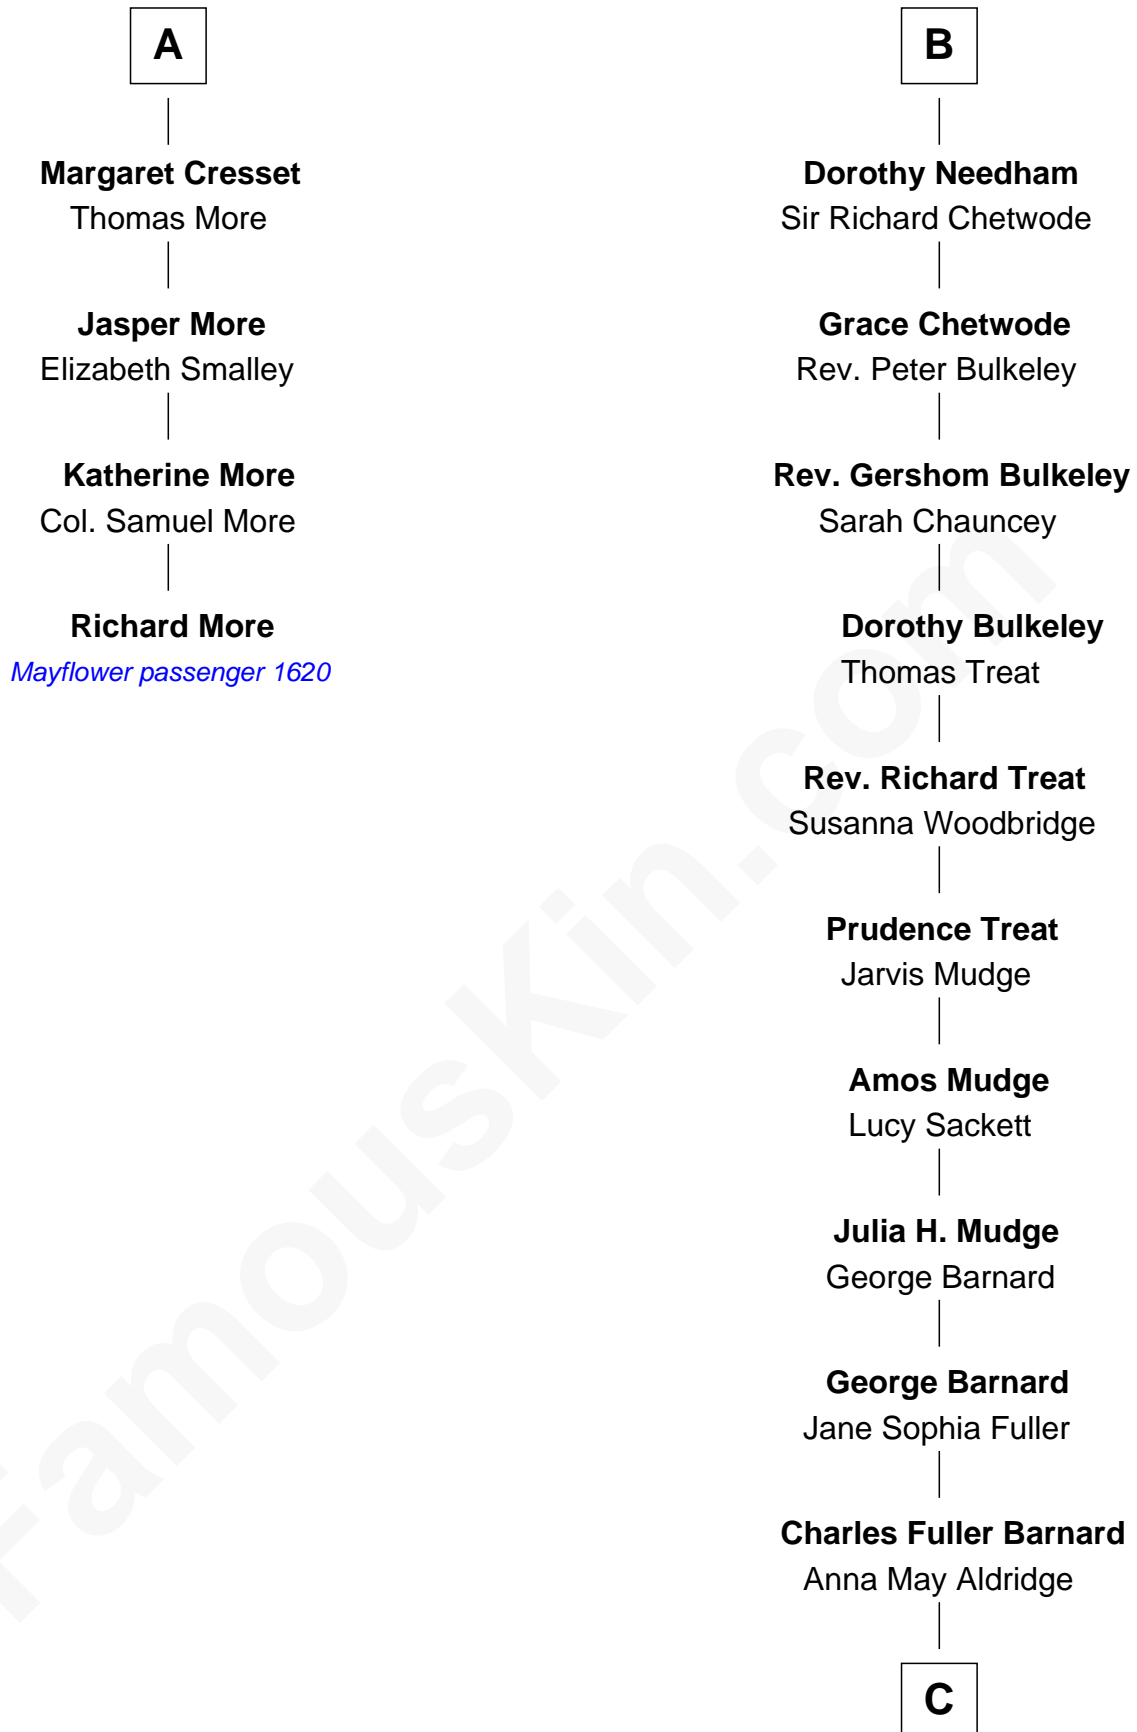 A
Margaret Cresset
Thomas More
Jasper More
Elizabeth Smalley
Katherine More
Col. Samuel More
Richard More
Mayflower passenger 1620
B
Dorothy Needham
Sir Richard Chetwode
Grace Chetwode
Rev. Peter Bulkeley
Rev. Gershom Bulkeley
Sarah Chauncey
Dorothy Bulkeley
Thomas Treat
Rev. Richard Treat
Susanna Woodbridge
Prudence Treat
Jarvis Mudge
Amos Mudge
Lucy Sackett
Julia H. Mudge
George Barnard
George Barnard
Jane Sophia Fuller
Charles Fuller Barnard
Anna May Aldridge
C
FamousKin.com